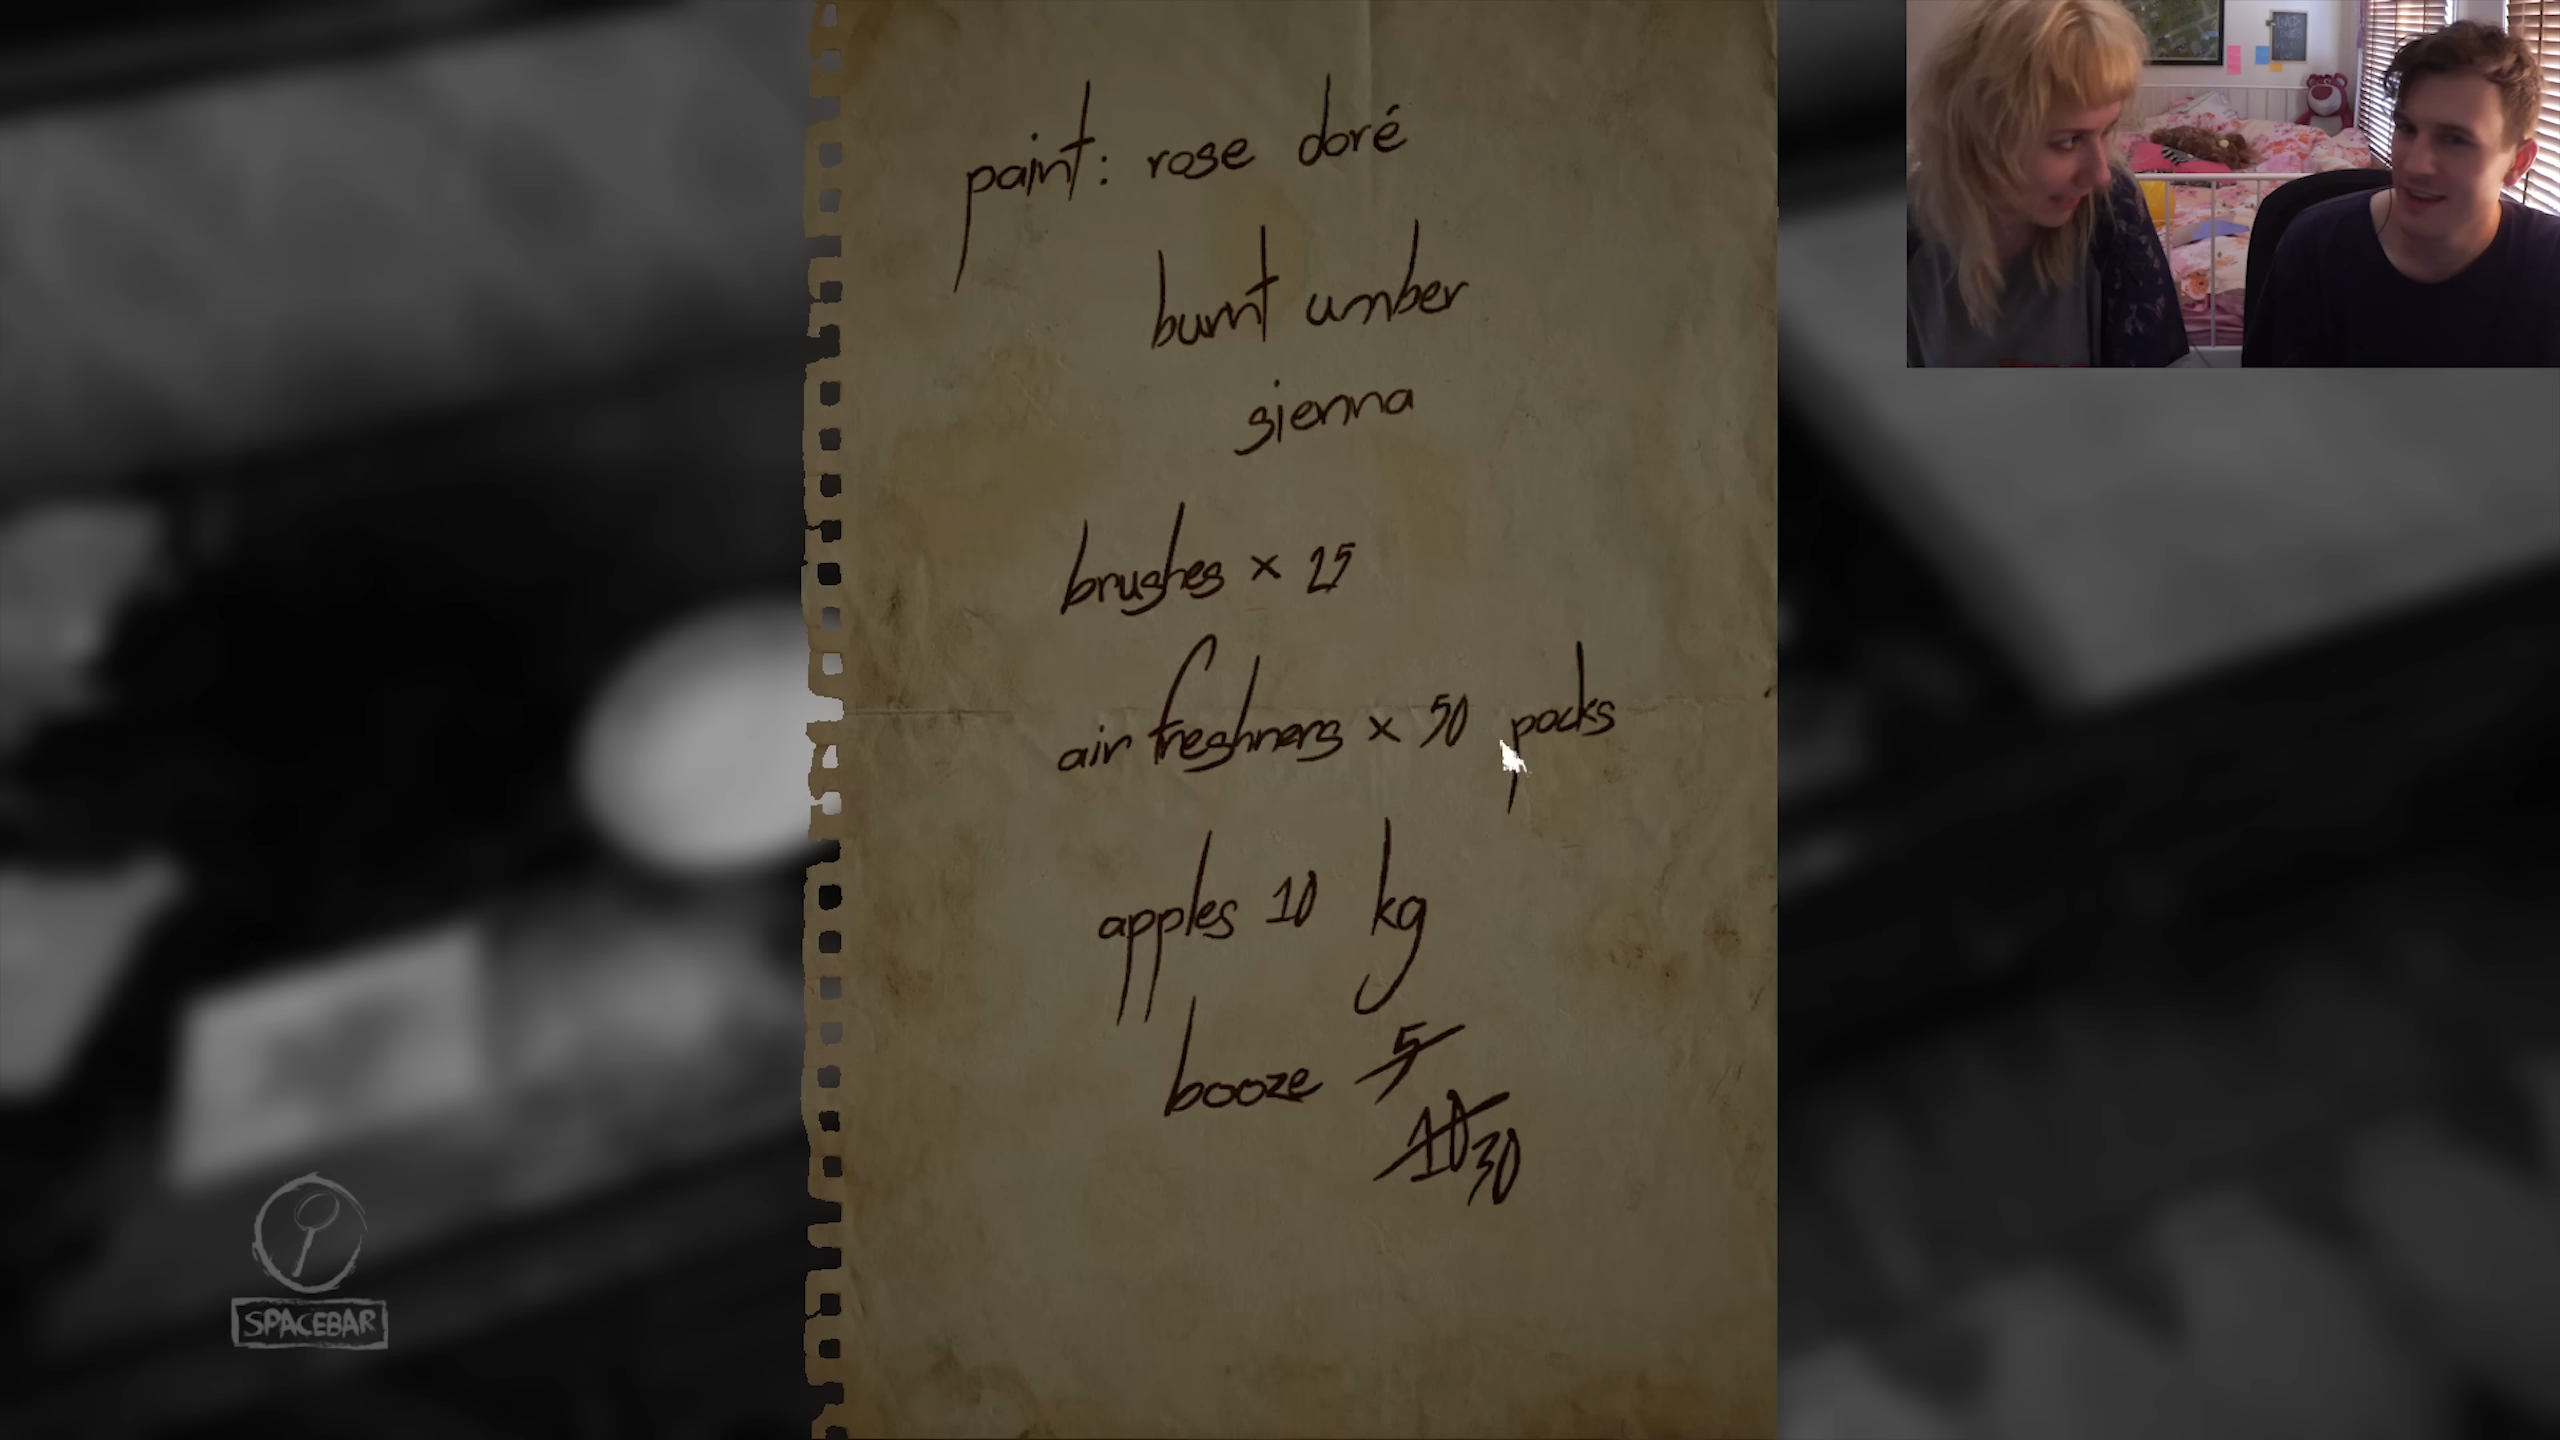 paint: rose doré
burnt umber
sienna
brushes × 25
air freshners × 50 packs
apples 10 kg
booze 5
10 30
SPACEBAR